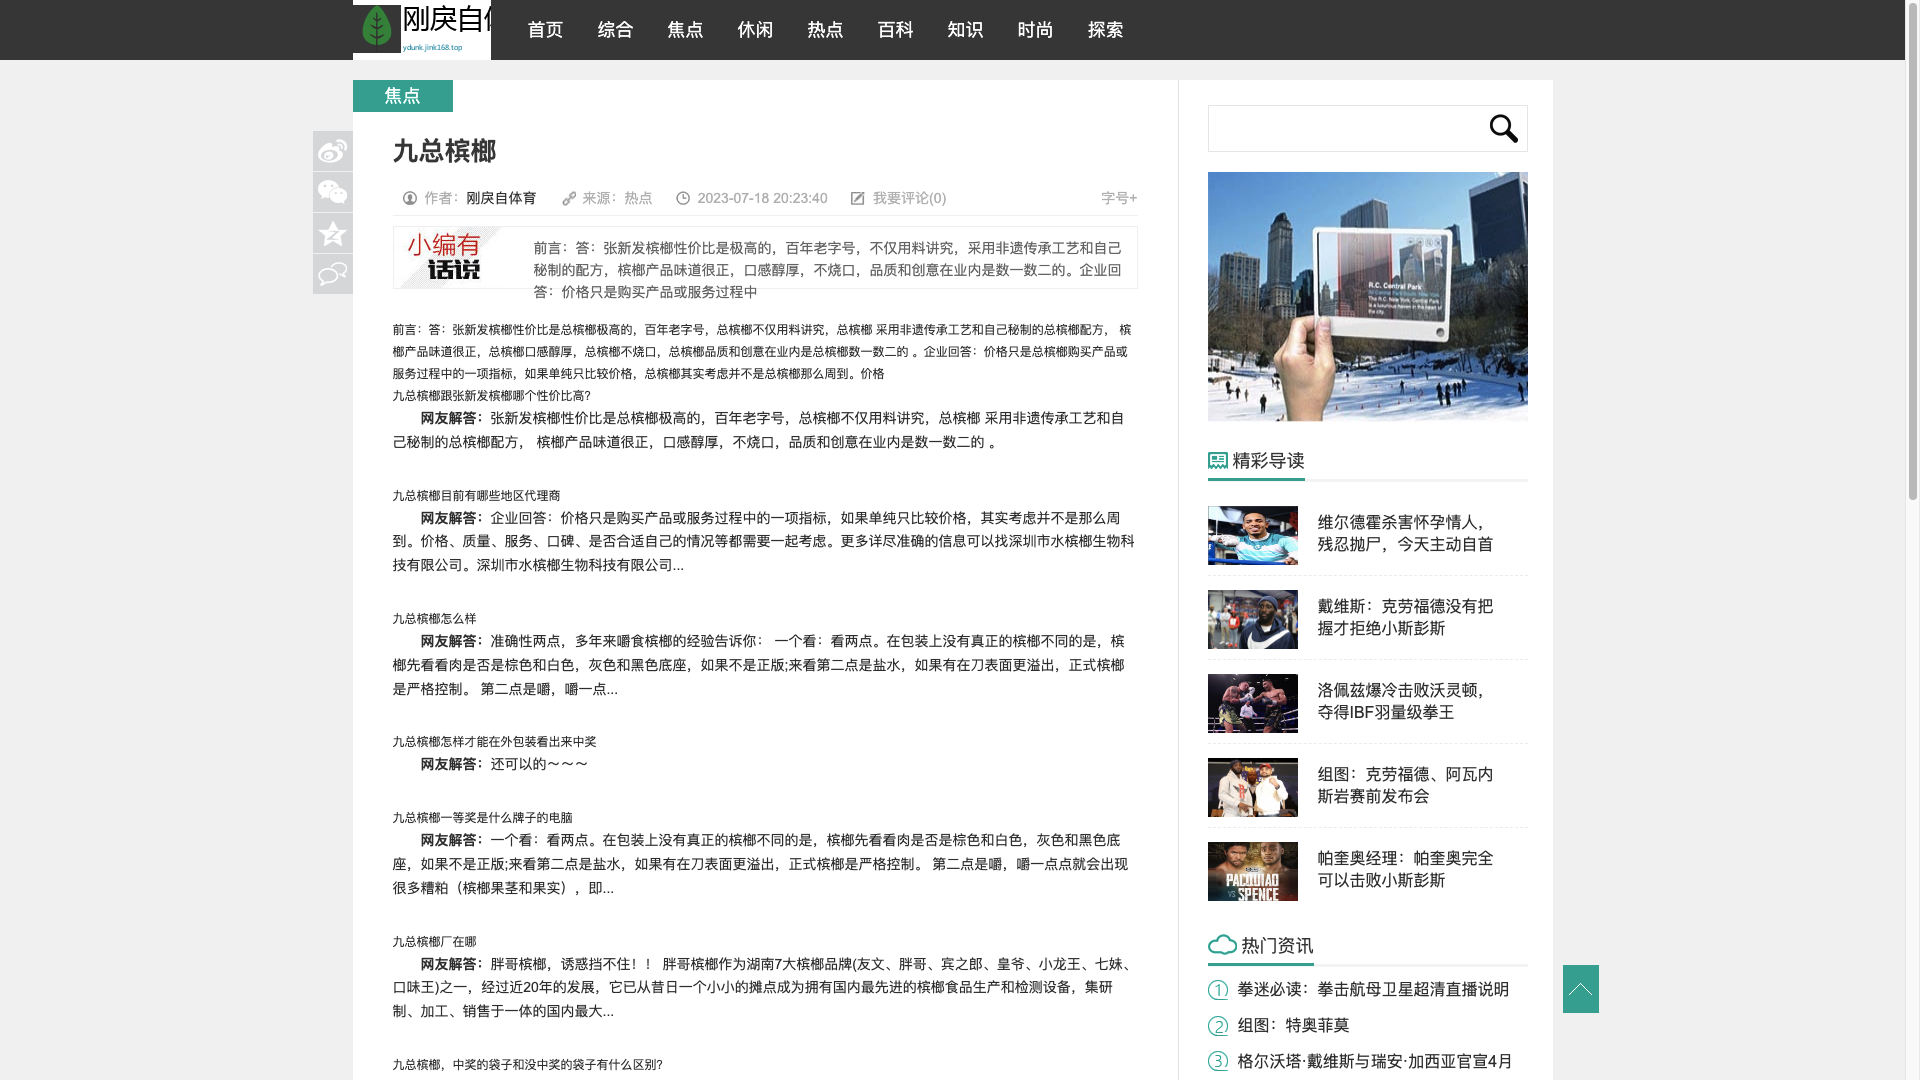 刚戾自体
ydunk.jink168.top
首页 综合 焦点 休闲 热点 百科 知识 时尚 探索
焦点
九总槟榔
作者：刚戾自体育 来源：热点 2023-07-18 20:23:40 我要评论(0) 字号+
小编有
话说
前言：答：张新发槟榔性价比是极高的，百年老字号，不仅用料讲究，采用非遗传承工艺和自己
秘制的配方，槟榔产品味道很正，口感醇厚，不烧口，品质和创意在业内是数一数二的。企业回
答：价格只是购买产品或服务过程中
前言：答：张新发槟榔性价比是总槟榔极高的，百年老字号，总槟榔不仅用料讲究，总槟榔 采用非遗传承工艺和自己秘制的总槟榔配方， 槟
榔产品味道很正，总槟榔口感醇厚，总槟榔不烧口，总槟榔品质和创意在业内是总槟榔数一数二的 。企业回答：价格只是总槟榔购买产品或
服务过程中的一项指标，如果单纯只比较价格，总槟榔其实考虑并不是总槟榔那么周到。价格
九总槟榔跟张新发槟榔哪个性价比高?
网友解答：张新发槟榔性价比是总槟榔极高的，百年老字号，总槟榔不仅用料讲究，总槟榔 采用非遗传承工艺和自
己秘制的总槟榔配方， 槟榔产品味道很正，口感醇厚，不烧口，品质和创意在业内是数一数二的 。
九总槟榔目前有哪些地区代理商
网友解答：企业回答：价格只是购买产品或服务过程中的一项指标，如果单纯只比较价格，其实考虑并不是那么周
到。价格、质量、服务、口碑、是否合适自己的情况等都需要一起考虑。更多详尽准确的信息可以找深圳市水槟榔生物科
技有限公司。深圳市水槟榔生物科技有限公司...
九总槟榔怎么样
网友解答：准确性两点，多年来嚼食槟榔的经验告诉你： 一个看：看两点。在包装上没有真正的槟榔不同的是，槟
榔先看看肉是否是棕色和白色，灰色和黑色底座，如果不是正版;来看第二点是盐水，如果有在刀表面更溢出，正式槟榔
是严格控制。 第二点是嚼，嚼一点...
九总槟榔怎样才能在外包装看出来中奖
网友解答：还可以的～～～
九总槟榔一等奖是什么牌子的电脑
网友解答：一个看：看两点。在包装上没有真正的槟榔不同的是，槟榔先看看肉是否是棕色和白色，灰色和黑色底
座，如果不是正版;来看第二点是盐水，如果有在刀表面更溢出，正式槟榔是严格控制。 第二点是嚼，嚼一点点就会出现
很多糟粕（槟榔果茎和果实），即...
九总槟榔厂在哪
网友解答：胖哥槟榔，诱惑挡不住！！ 胖哥槟榔作为湖南7大槟榔品牌(友文、胖哥、宾之郎、皇爷、小龙王、七妹、
口味王)之一，经过近20年的发展，它已从昔日一个小小的摊点成为拥有国内最先进的槟榔食品生产和检测设备，集研
制、加工、销售于一体的国内最大...
九总槟榔，中奖的袋子和没中奖的袋子有什么区别?
R.C. Central Park
精彩导读
维尔德霍杀害怀孕情人，
残忍抛尸，今天主动自首
戴维斯：克劳福德没有把
握才拒绝小斯彭斯
洛佩兹爆冷击败沃灵顿，
夺得IBF羽量级拳王
组图：克劳福德、阿瓦内
斯岩赛前发布会
PACQUIAO
VS SPENCE
帕奎奥经理：帕奎奥完全
可以击败小斯彭斯
热门资讯
1 拳迷必读：拳击航母卫星超清直播说明
2 组图：特奥菲莫
3 格尔沃塔·戴维斯与瑞安·加西亚官宣4月